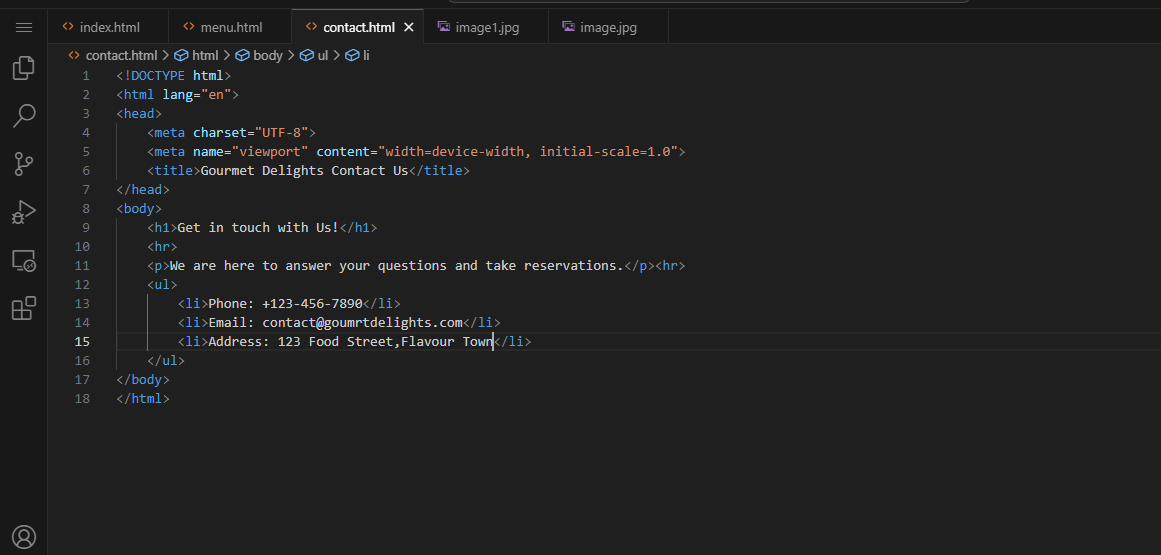 index.html menu.html contact.html image1.jpg image.jpg
contact.html > html > body > ul > li
1 <!DOCTYPE html>
2 <html lang="en">
3 <head>
4     <meta charset="UTF-8">
5     <meta name="viewport" content="width=device-width, initial-scale=1.0">
6     <title>Gourmet Delights Contact Us</title>
7 </head>
8 <body>
9     <h1>Get in touch with Us!</h1>
10     <hr>
11     <p>We are here to answer your questions and take reservations.</p><hr>
12     <ul>
13         <li>Phone: +123-456-7890</li>
14         <li>Email: contact@goumrtdelights.com</li>
15         <li>Address: 123 Food Street,Flavour Town</li>
16     </ul>
17 </body>
18 </html>